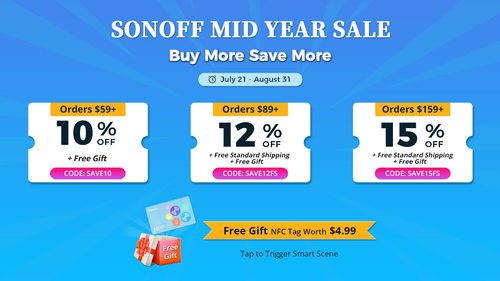 SONOFF MID YEAR SALE
Buy More Save More
July 21 - August 31
Orders $59+
10% OFF
+ Free Gift
CODE: SAVE10
Orders $89+
12% OFF
+ Free Standard Shipping
+ Free Gift
CODE: SAVE12FS
Orders $159+
15% OFF
+ Free Standard Shipping
+ Free Gift
CODE: SAVE15FS
Free Gift
Free Gift NFC Tag Worth $4.99
Tap to Trigger Smart Scene